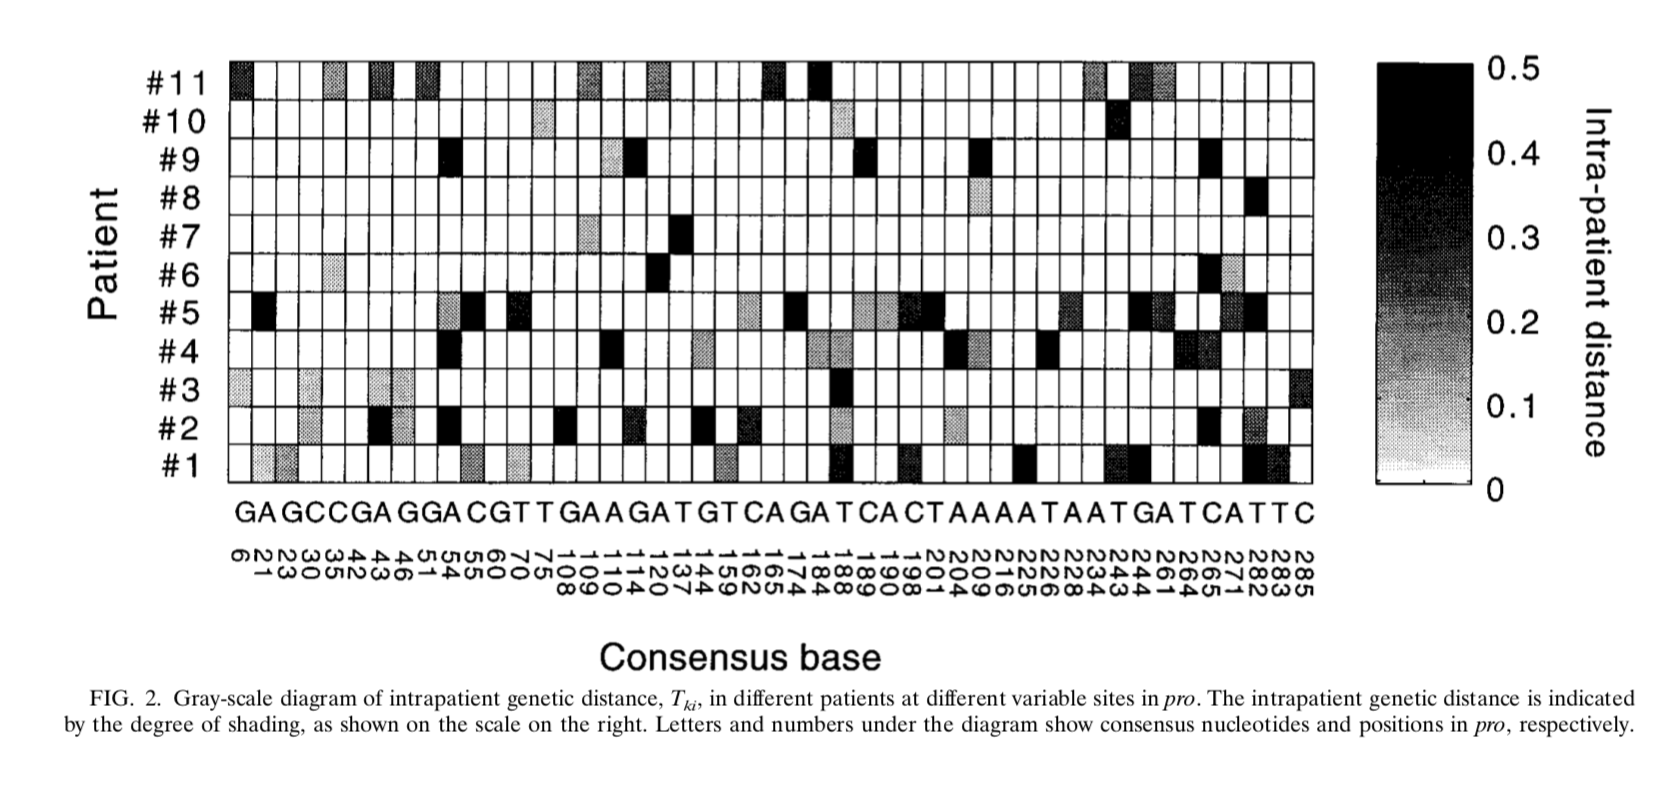 #11
#10
#9
#8
#7
#6
#5
#4
#3
#2
#1
Patient
GAGCCGAGGACGTTGAAGATGTCAGATCACTAAAATAATGATCATTC
6 21 23 30 35 42 43 46 51 54 55 60 70 75 108 109 110 114 120 137 144 159 162 165 174 184 188 189 190 198 201 204 209 216 225 226 228 234 243 244 261 264 265 271 282 283 285
Consensus base
0.5
0.4
0.3
0.2
0.1
0
Intra-patient distance
FIG. 2. Gray-scale diagram of intrapatient genetic distance, Tki, in different patients at different variable sites in pro. The intrapatient genetic distance is indicated
by the degree of shading, as shown on the scale on the right. Letters and numbers under the diagram show consensus nucleotides and positions in pro, respectively.